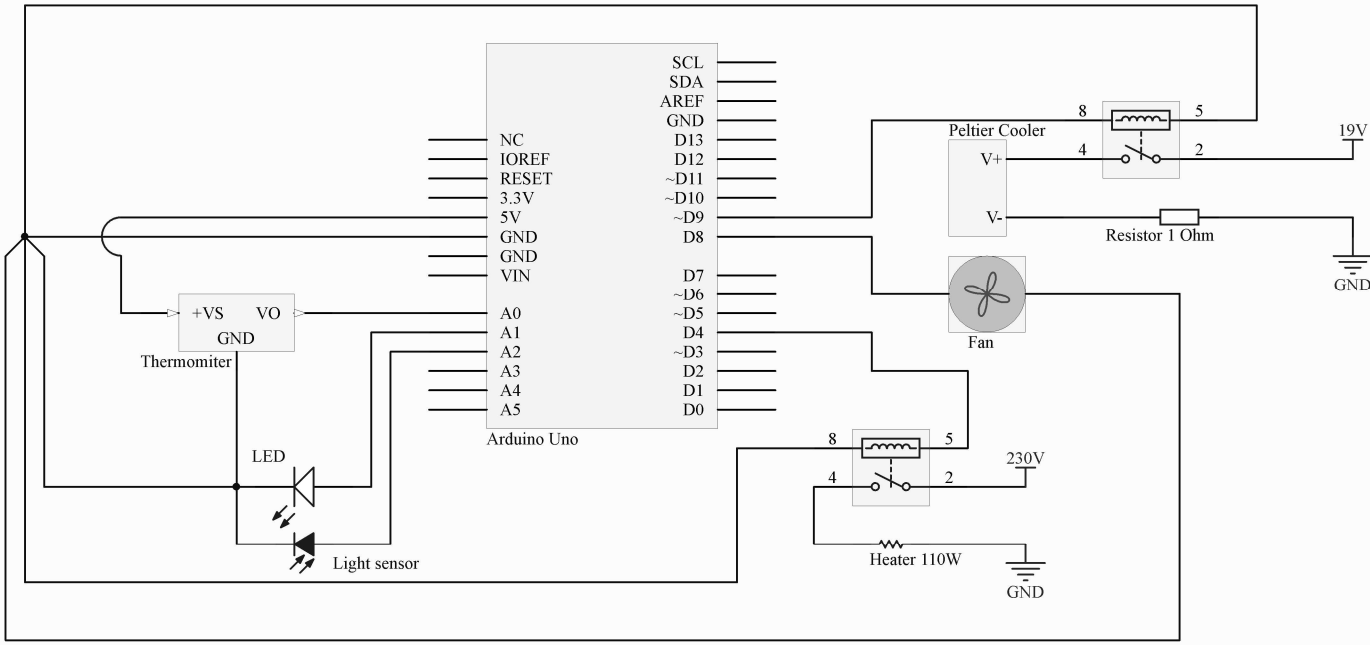 SCL
SDA
AREF
GND
NC
D13
IOREF
D12
RESET
~D11
3.3V
~D10
5V
~D9
GND
D8
GND
VIN
D7
~D6
A0
~D5
A1
D4
A2
~D3
A3
D2
A4
D1
A5
D0
Arduino Uno
+VS
VO
GND
Thermomiter
LED
Light sensor
Peltier Cooler
V+
V-
8
5
4
2
19V
Resistor 1 Ohm
GND
Fan
8
5
4
2
230V
Heater 110W
GND